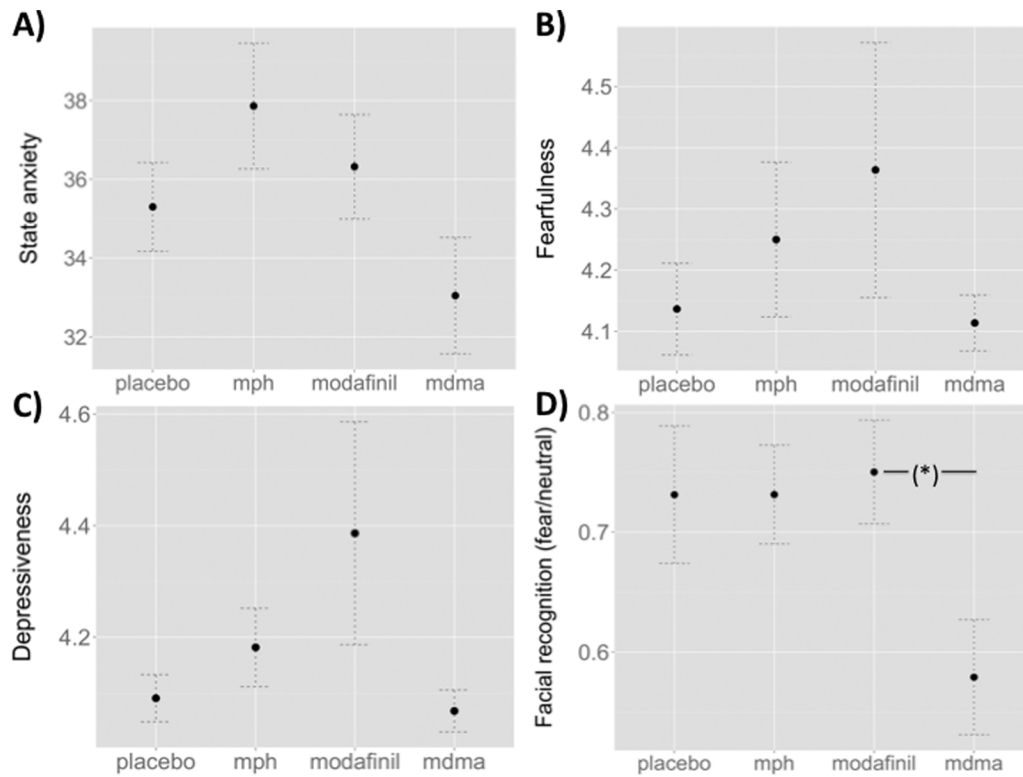 A)
State anxiety
38
36
34
32
placebo mph modafinil mdma
B)
Fearfulness
4.5
4.4
4.3
4.2
4.1
placebo mph modafinil mdma
C)
Depressiveness
4.6
4.4
4.2
placebo mph modafinil mdma
D)
Facial recognition (fear/neutral)
0.8
0.7
0.6
(*)
placebo mph modafinil mdma